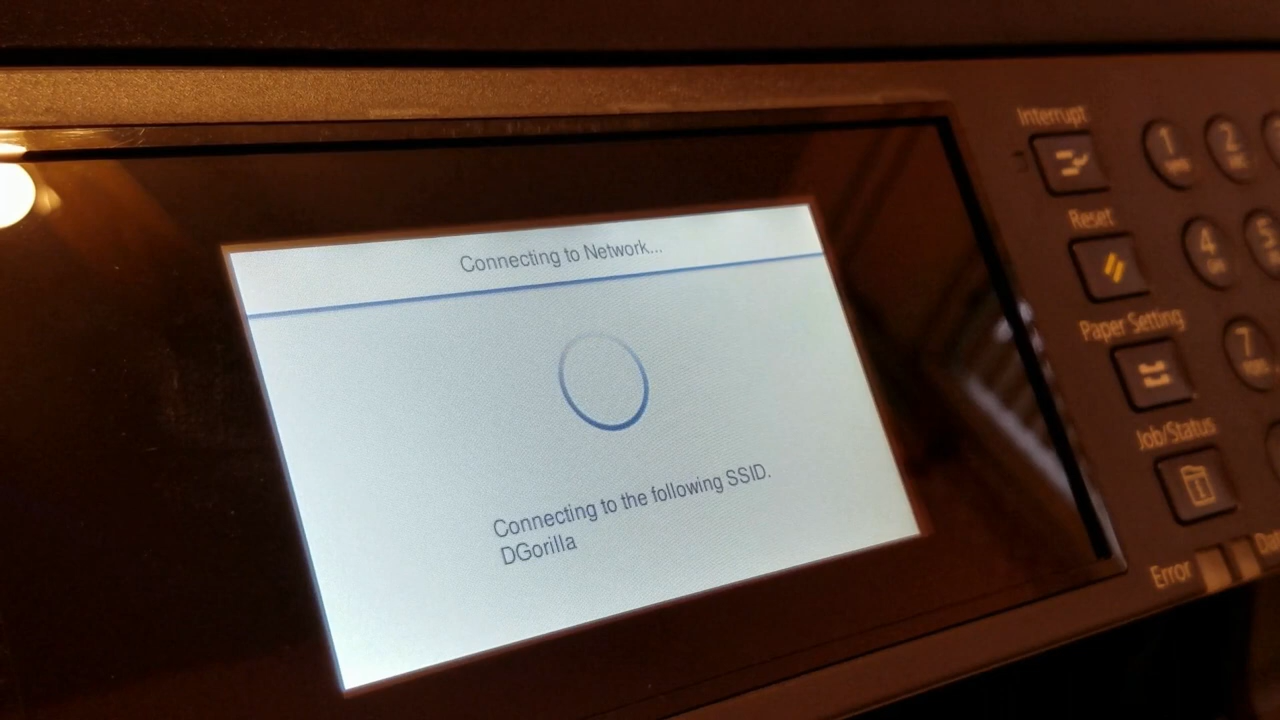 Connecting to Network...
Connecting to the following SSID.
DGorilla
Interrupt
Reset
Paper Setting
Job/Status
Error
1
2
4
5
7